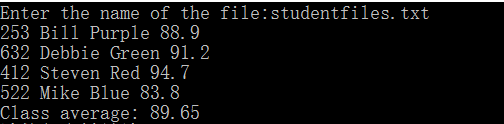 Enter the name of the file:studentfiles.txt
253 Bill Purple 88.9
632 Debbie Green 91.2
412 Steven Red 94.7
522 Mike Blue 83.8
Class average: 89.65